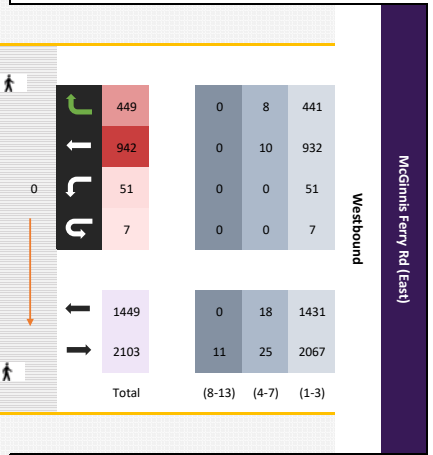 449 0 8 441
942 0 10 932
0 51 0 0 51
7 0 0 7
1449 0 18 1431
2103 11 25 2067
Total (8-13) (4-7) (1-3)
Westbound
McGinnis Ferry Rd (East)